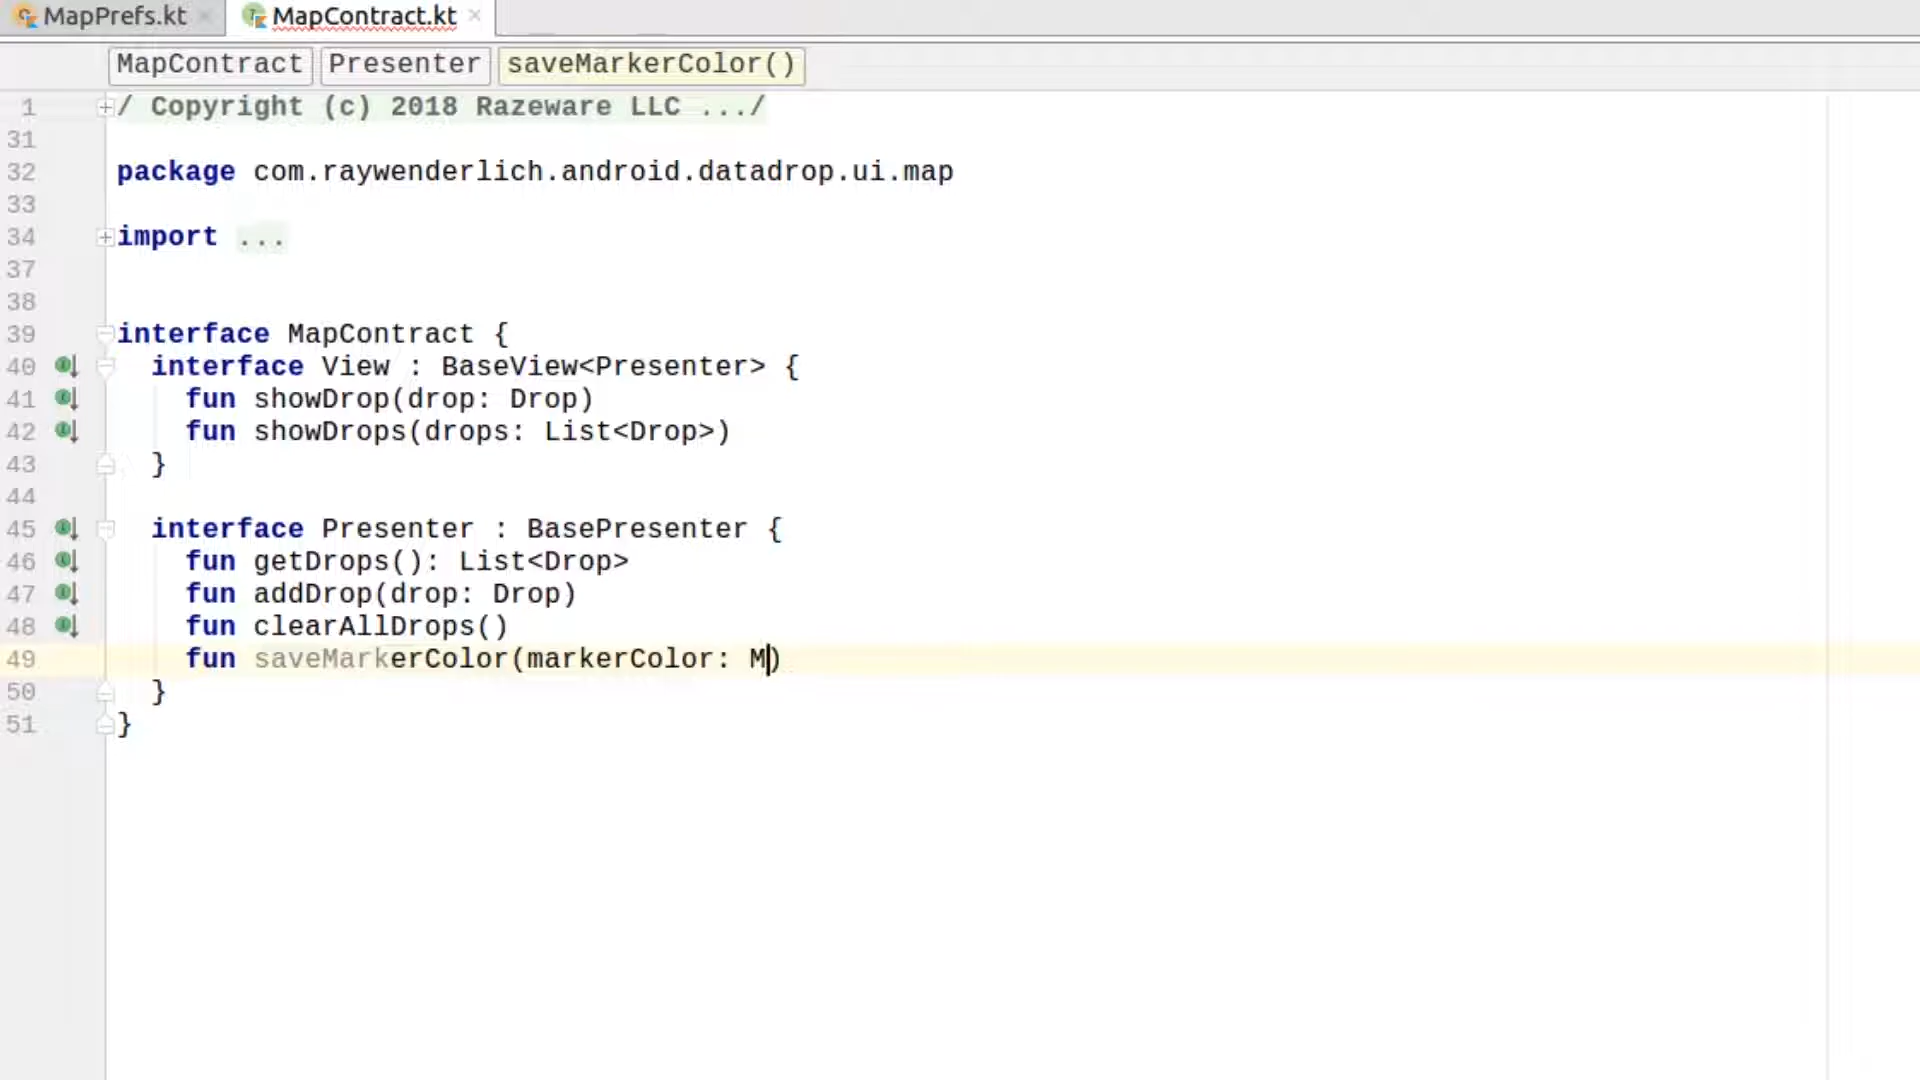 MapPrefs.kt MapContract.kt
MapContract Presenter saveMarkerColor()
1 / Copyright (c) 2018 Razeware LLC .../
31
32 package com.raywenderlich.android.datadrop.ui.map
33
34 import ...
37
38
39 interface MapContract {
40 interface View : BaseView<Presenter> {
41 fun showDrop(drop: Drop)
42 fun showDrops(drops: List<Drop>)
43 }
44
45 interface Presenter : BasePresenter {
46 fun getDrops(): List<Drop>
47 fun addDrop(drop: Drop)
48 fun clearAllDrops()
49 fun saveMarkerColor(markerColor: M)
50 }
51 }